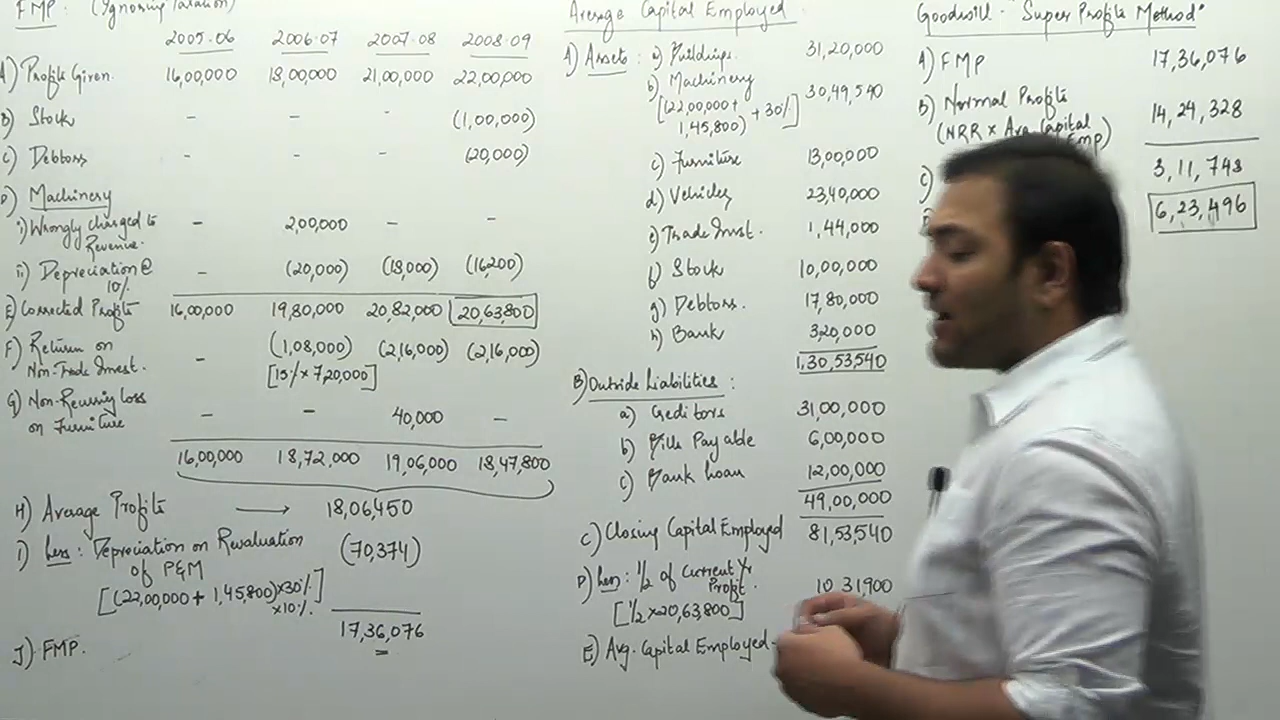 FMP: (Ignoring Taxation)
2005-06 2006-07 2007-08 2008-09
A) Profits Given. 16,00,000 18,00,000 21,00,000 22,00,000
B) Stock - - - (1,00,000)
C) Debtors - - - (20,000)
D) Machinery
i) Wrongly charged to Revenue. - 2,00,000 - -
ii) Depreciation @ 10% - (20,000) (18,000) (16200)
E) Corrected Profits 16,00,000 19,80,000 20,82,000 20,63,800
F) Return on Non-Trade Invest. - (1,08,000) (2,16,000) (2,16,000)
[15% x 7,20,000]
G) Non-Recurring Loss on Furniture - - 40,000 -
16,00,000 18,72,000 19,06,000 18,47,800
H) Average Profits → 18,06,450
I) Less: Depreciation on Revaluation of P&M (70,374)
[(22,00,000 + 1,45,800) x 30% x 10%]
J) FMP. 17,36,076
Average Capital Employed.
A) Assets: a) Buildings. 31,20,000
b) Machinery 30,49,540
[(22,00,000 + 1,45,800) + 30%]
c) Furniture 13,00,000
d) Vehicles 23,40,000
e) Trade Invst. 1,44,000
f) Stock 10,00,000
g) Debtors. 17,80,000
h) Bank 3,20,000
1,30,53,540
B) Outside Liabilities:
a) Creditors 31,00,000
b) Bills Payable 6,00,000
c) Bank Loan 12,00,000
49,00,000
C) Closing Capital Employed 81,53,540
D) Less: 1/2 of Current Yr Profit. 10 31,900
[1/2 x 20,63,800]
E) Avg. Capital Employed-
Goodwill - "Super Profits Method"
A) FMP 17,36,076
B) Normal Profits 14,24,328
(NRR x Avg Capital Emp)
C) 3,11,748
6,23,496